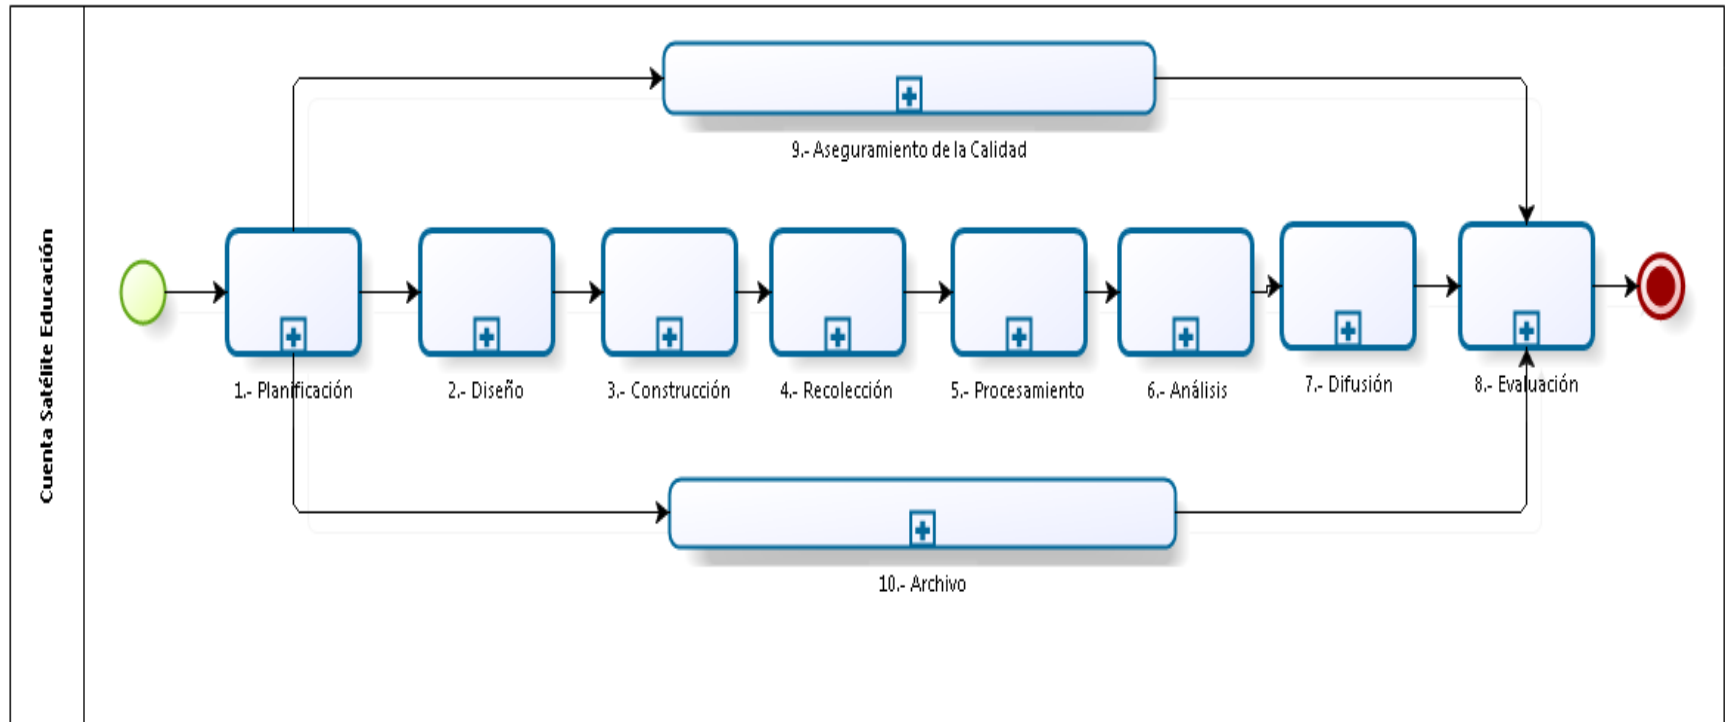 Cuenta Satélite Educación
9.- Aseguramiento de la Calidad
1.- Planificación
2.- Diseño
3.- Construcción
4.- Recolección
5.- Procesamiento
6.- Análisis
7.- Difusión
8.- Evaluación
10.- Archivo